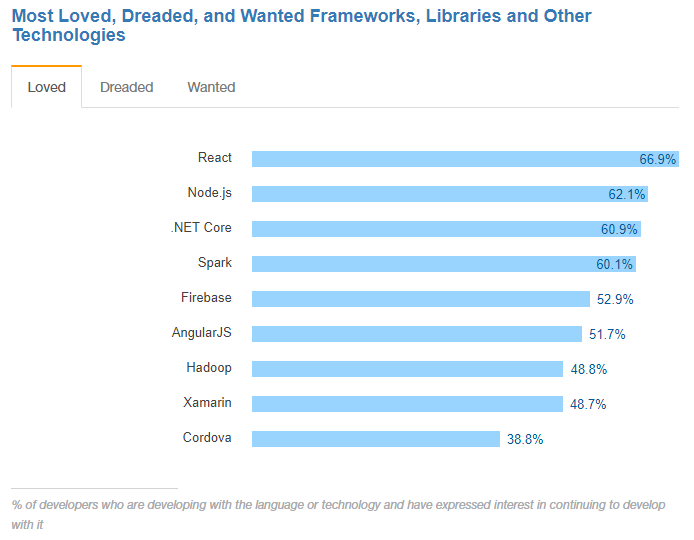 Most Loved, Dreaded, and Wanted Frameworks, Libraries and Other
Technologies
Loved Dreaded Wanted
React 66.9%
Node.js 62.1%
.NET Core 60.9%
Spark 60.1%
Firebase 52.9%
AngularJS 51.7%
Hadoop 48.8%
Xamarin 48.7%
Cordova 38.8%
% of developers who are developing with the language or technology and have expressed interest in continuing to develop
with it